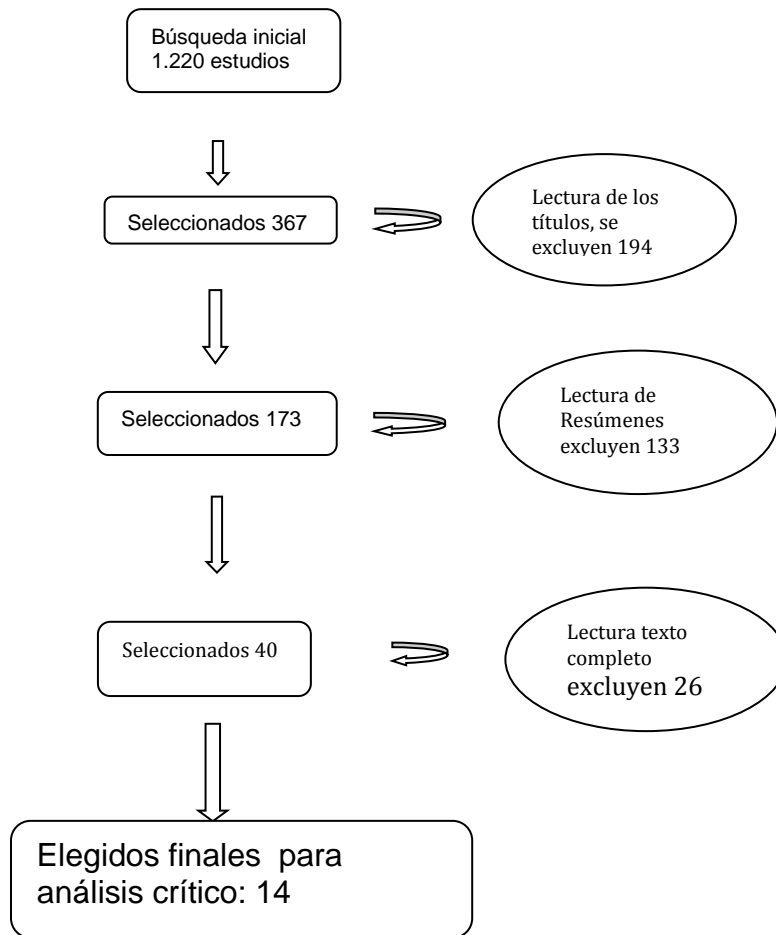 Búsqueda inicial
1.220 estudios
Seleccionados 367
Lectura de los
títulos, se
excluyen 194
Seleccionados 173
Lectura de
Resúmenes
excluyen 133
Seleccionados 40
Lectura texto
completo
excluyen 26
Elegidos finales para
análisis crítico: 14